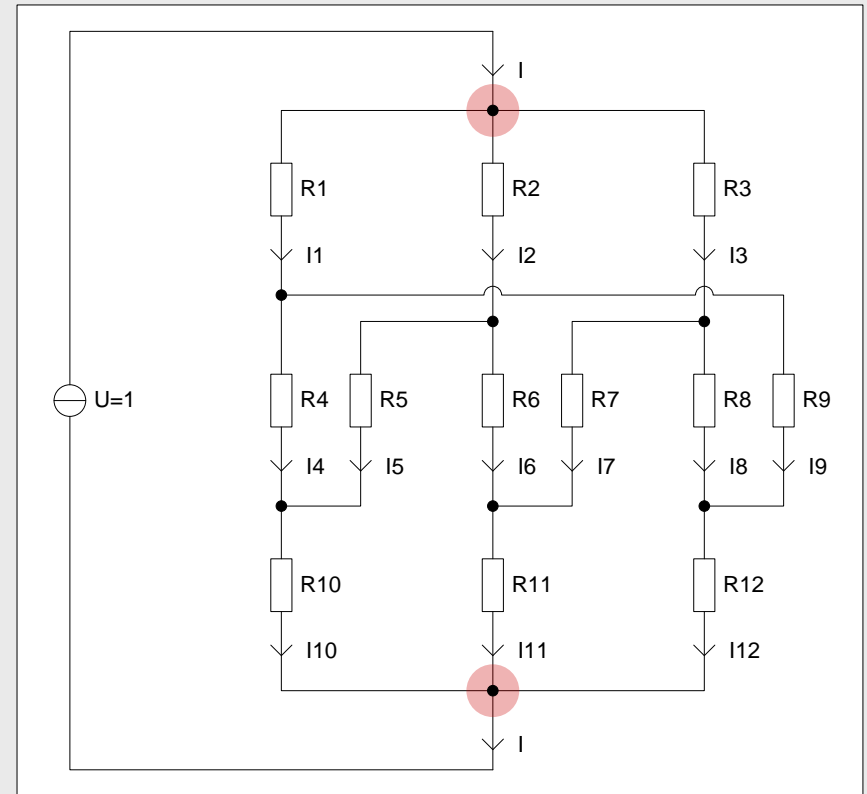 I
R1 R2 R3
I1 I2 I3
U=1 R4 R5 R6 R7 R8 R9
I4 I5 I6 I7 I8 I9
R10 R11 R12
I10 I11 I12
I